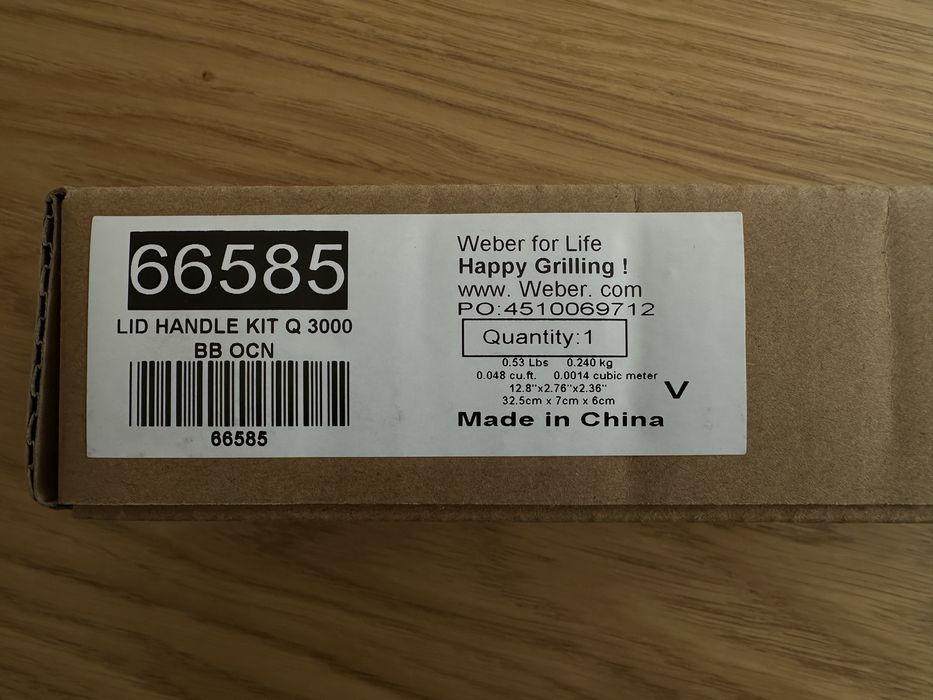 66585
LID HANDLE KIT Q 3000
BB OCN
66585
Weber for Life
Happy Grilling !
www. Weber. com
PO:4510069712
Quantity:1
0.53 Lbs 0.240 kg
0.048 cu.ft. 0.0014 cubic meter
12.8"x2.76"x2.36"
32.5cm x 7cm x 6cm
V
Made in China